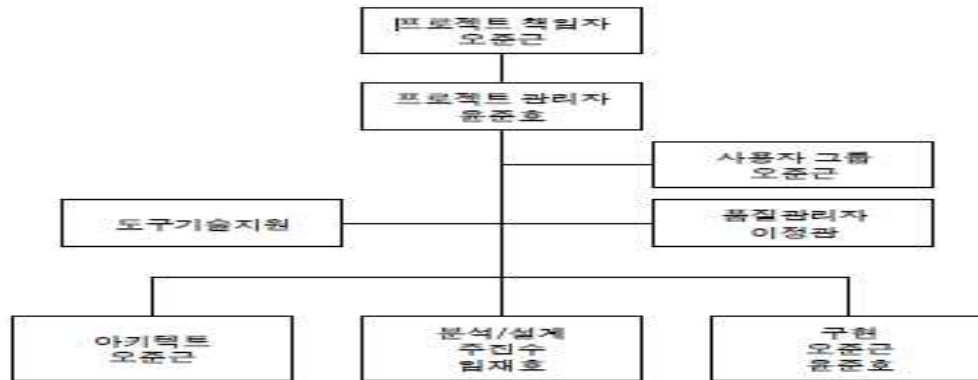 프로젝트 책임자
오준근
프로젝트 관리자
윤준호
사용자 그룹
오준근
도구기술지원
품질관리자
이정관
아키텍트
오준근
분석/설계
주진수
임재호
구현
오준근
윤준호